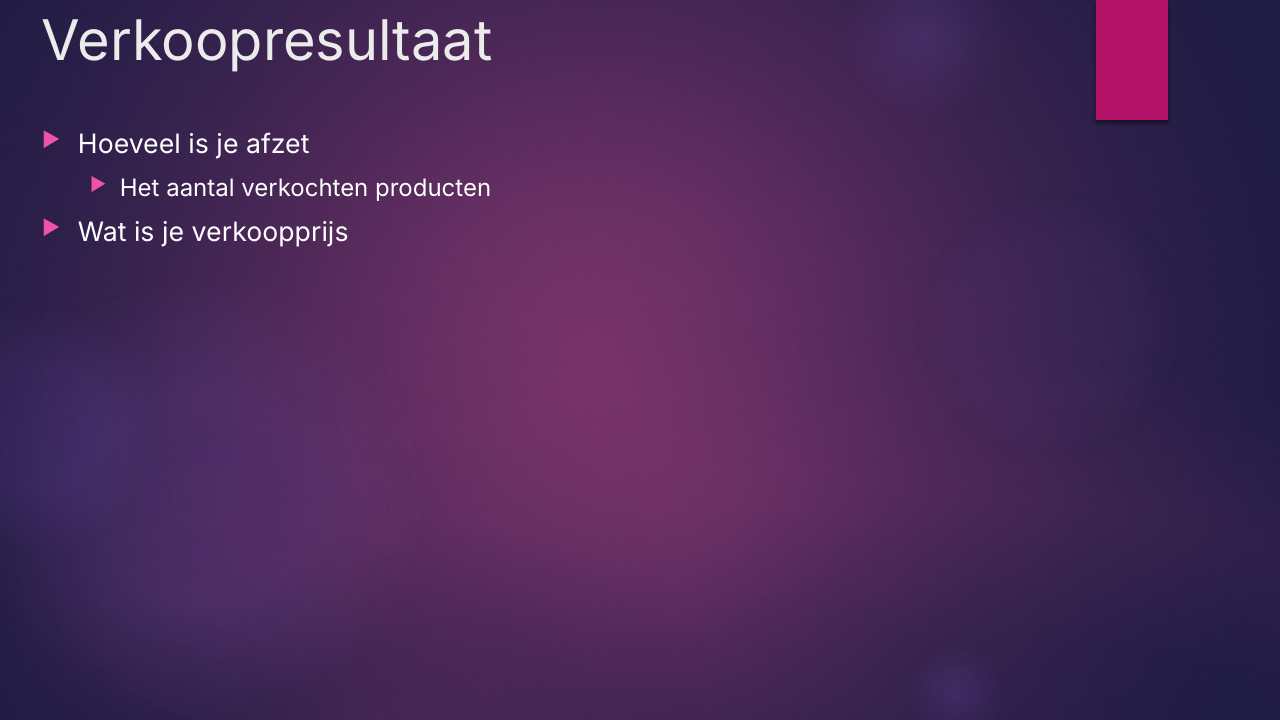 Verkoopresultaat
Hoeveel is je afzet
Het aantal verkochten producten
Wat is je verkoopprijs